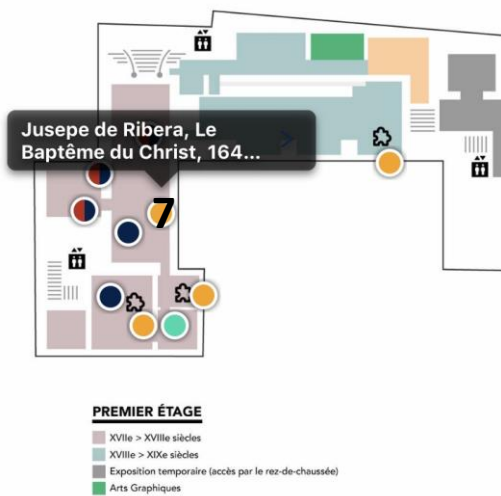 Jusepe de Ribera, Le
Baptême du Christ, 164...
7
PREMIER ÉTAGE
XVIIe > XVIIIe siècles
XVIIIe > XIXe siècles
Exposition temporaire (accès par le rez-de-chaussée)
Arts Graphiques